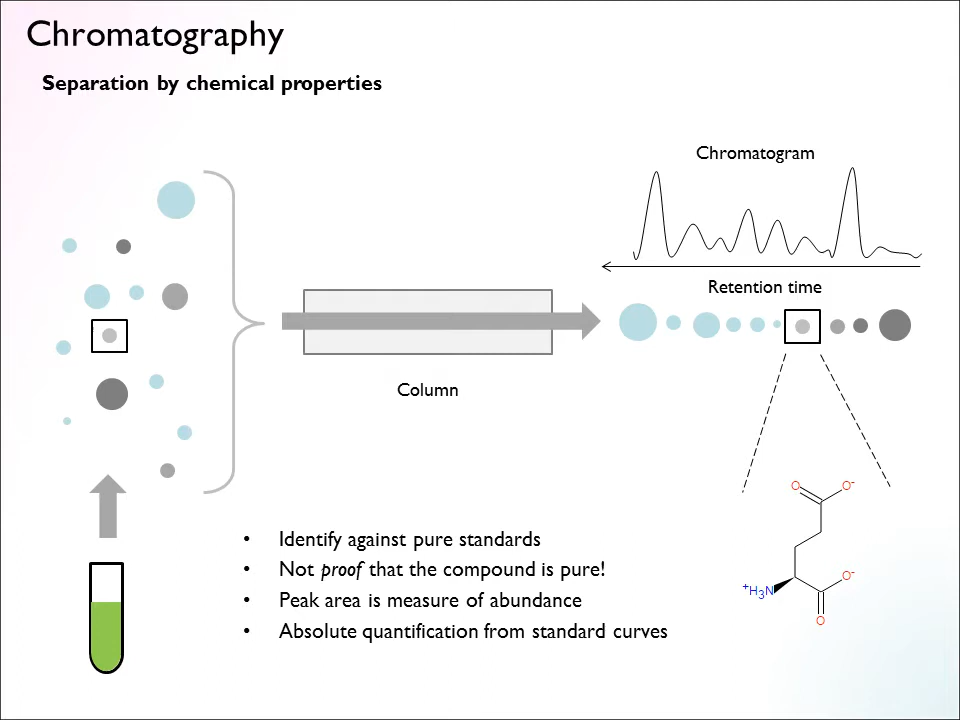 Chromatography
Separation by chemical properties
Chromatogram
Retention time
Column
• Identify against pure standards
• Not proof that the compound is pure!
• Peak area is measure of abundance
• Absolute quantification from standard curves
O O-
O-
+H3N
O